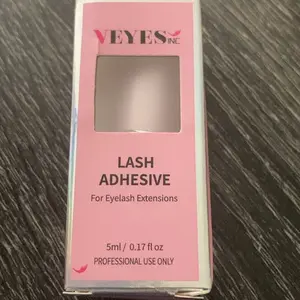 VEYES INC
LASH
ADHESIVE
For Eyelash Extensions
5ml / 0.17 fl oz
PROFESSIONAL USE ONLY